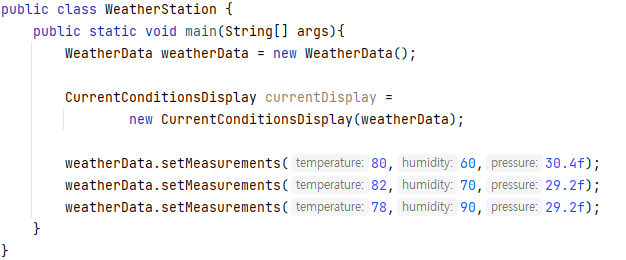 public class WeatherStation {
    public static void main(String[] args){
        WeatherData weatherData = new WeatherData();

        CurrentConditionsDisplay currentDisplay =
                new CurrentConditionsDisplay(weatherData);

        weatherData.setMeasurements( temperature: 80, humidity: 60, pressure: 30.4f);
        weatherData.setMeasurements( temperature: 82, humidity: 70, pressure: 29.2f);
        weatherData.setMeasurements( temperature: 78, humidity: 90, pressure: 29.2f);
    }
}